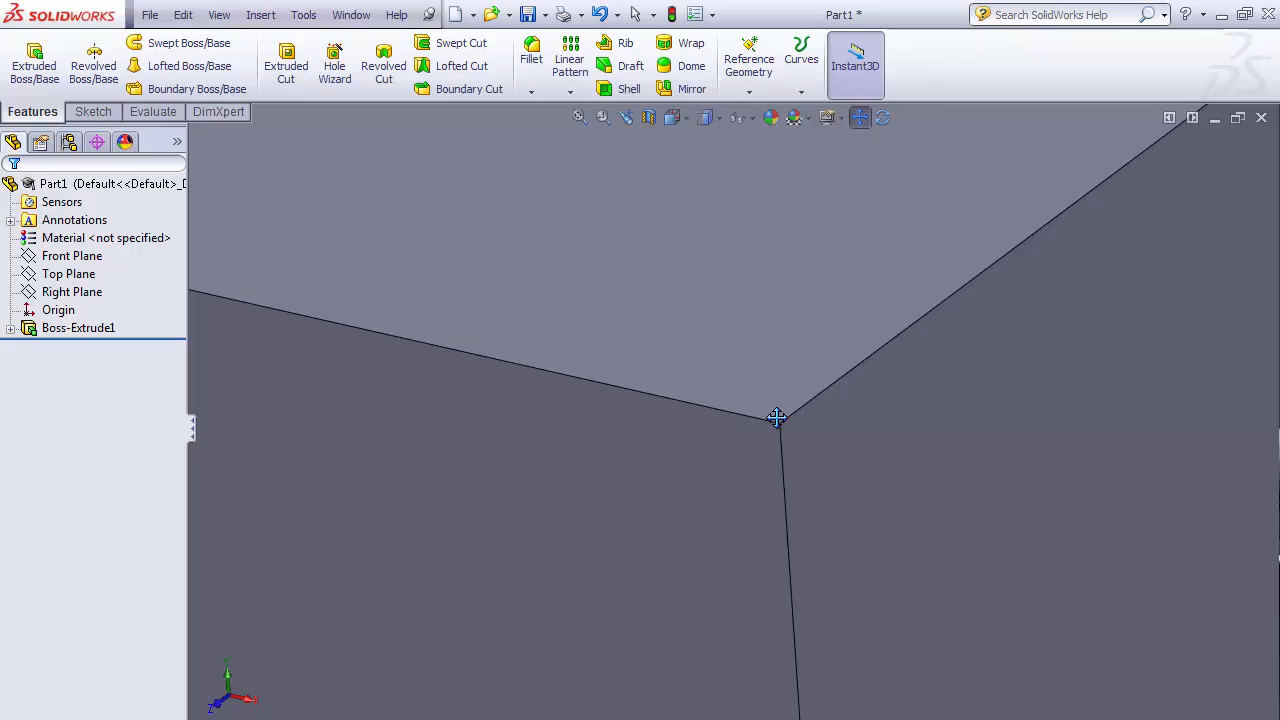 SOLIDWORKS File Edit View Insert Tools Window Help Part1 * Search SolidWorks Help
Extruded Boss/Base
Revolved Boss/Base
Swept Boss/Base
Lofted Boss/Base
Boundary Boss/Base
Extruded Cut
Hole Wizard
Revolved Cut
Swept Cut
Lofted Cut
Boundary Cut
Fillet
Linear Pattern
Rib
Draft
Shell
Wrap
Dome
Mirror
Reference Geometry
Curves
Instant3D
Features Sketch Evaluate DimXpert
Part1 (Default<<Default>_D
Sensors
Annotations
Material <not specified>
Front Plane
Top Plane
Right Plane
Origin
Boss-Extrude1